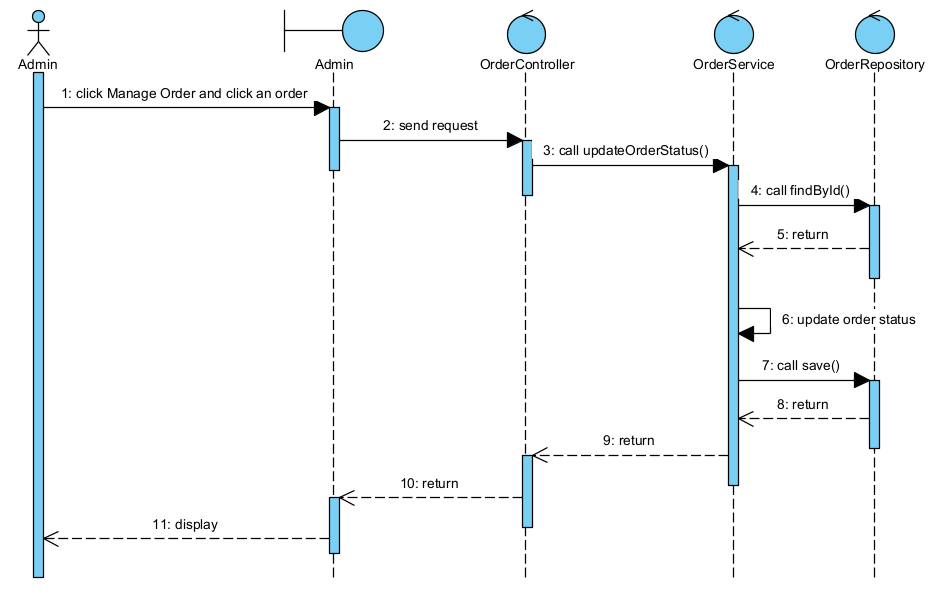 Admin
Admin
OrderController
OrderService
OrderRepository
1: click Manage Order and click an order
2: send request
3: call updateOrderStatus()
4: call findById()
5: return
6: update order status
7: call save()
8: return
9: return
10: return
11: display